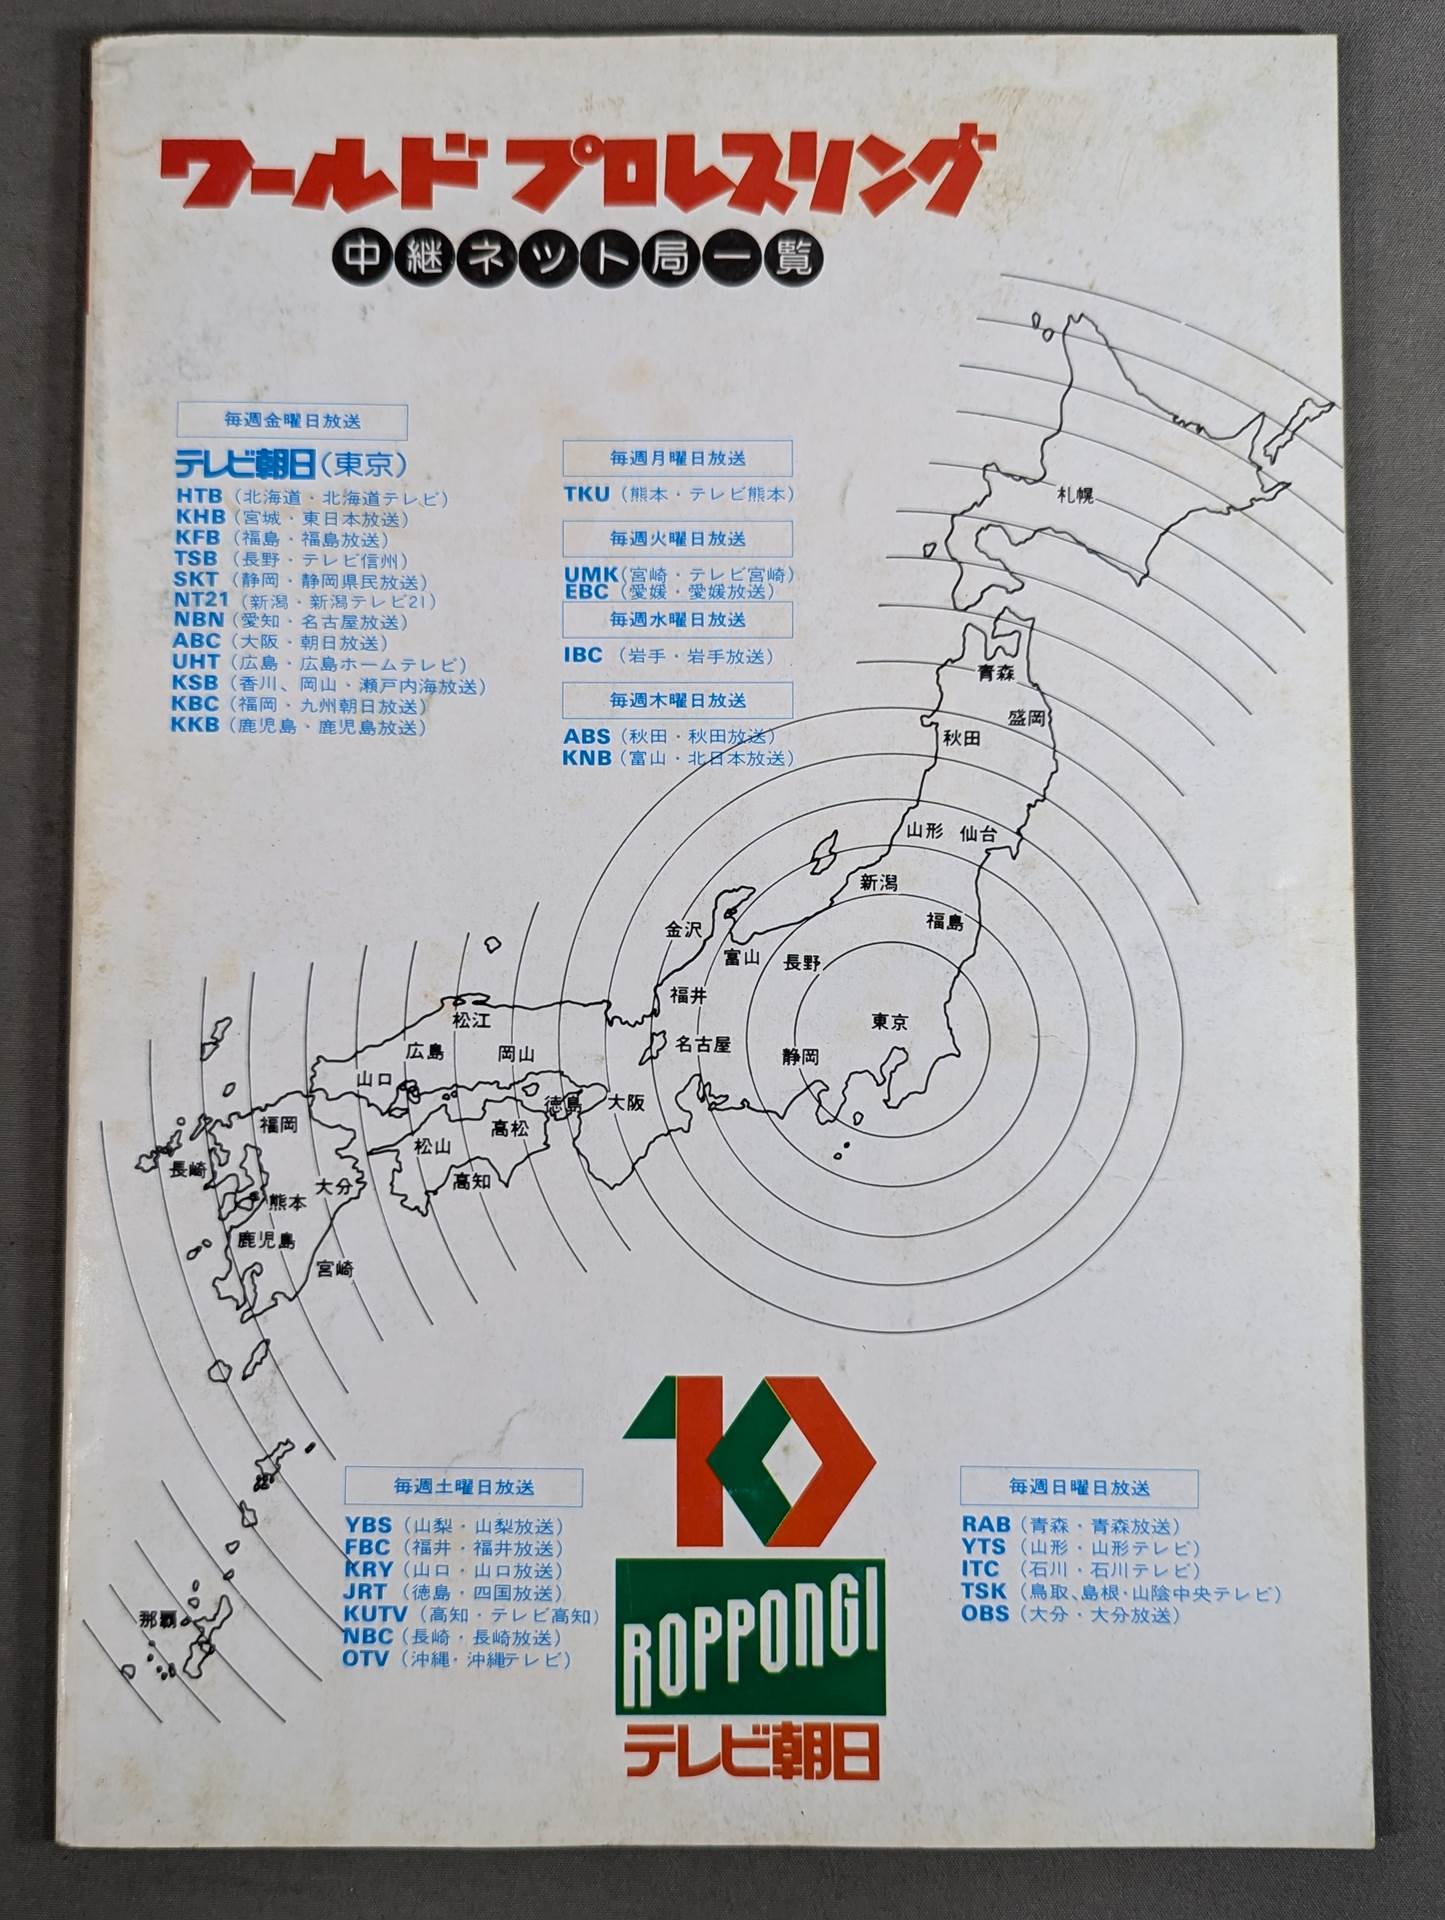 ワールドプロレスリング
中継ネット局一覧
毎週金曜日放送
テレビ朝日(東京)
HTB(北海道・北海道テレビ)
KHB(宮城・東日本放送)
KFB(福島・福島放送)
TSB(長野・テレビ信州)
SKT(静岡・静岡県民放送)
NT21(新潟・新潟テレビ21)
NBN(愛知・名古屋放送)
ABC(大阪・朝日放送)
UHT(広島・広島ホームテレビ)
KSB(香川、岡山・瀬戸内海放送)
KBC(福岡・九州朝日放送)
KKB(鹿児島・鹿児島放送)
毎週月曜日放送
TKU(熊本・テレビ熊本)
毎週火曜日放送
UMK(宮崎・テレビ宮崎)
EBC(愛媛・愛媛放送)
毎週水曜日放送
IBC(岩手・岩手放送)
毎週木曜日放送
ABS(秋田・秋田放送)
KNB(富山・北日本放送)
札幌
青森
盛岡
秋田
山形
仙台
新潟
福島
金沢
富山
長野
福井
東京
名古屋
静岡
松江
広島
岡山
山口
徳島
大阪
福岡
高松
松山
長崎
大分
高知
熊本
鹿児島
宮崎
那覇
毎週土曜日放送
YBS(山梨・山梨放送)
FBC(福井・福井放送)
KRY(山口・山口放送)
JRT(徳島・四国放送)
KUTV(高知・テレビ高知)
NBC(長崎・長崎放送)
OTV(沖縄・沖縄テレビ)
10
ROPPONGI
テレビ朝日
毎週日曜日放送
RAB(青森・青森放送)
YTS(山形・山形テレビ)
ITC(石川・石川テレビ)
TSK(鳥取、島根・山陰中央テレビ)
OBS(大分・大分放送)